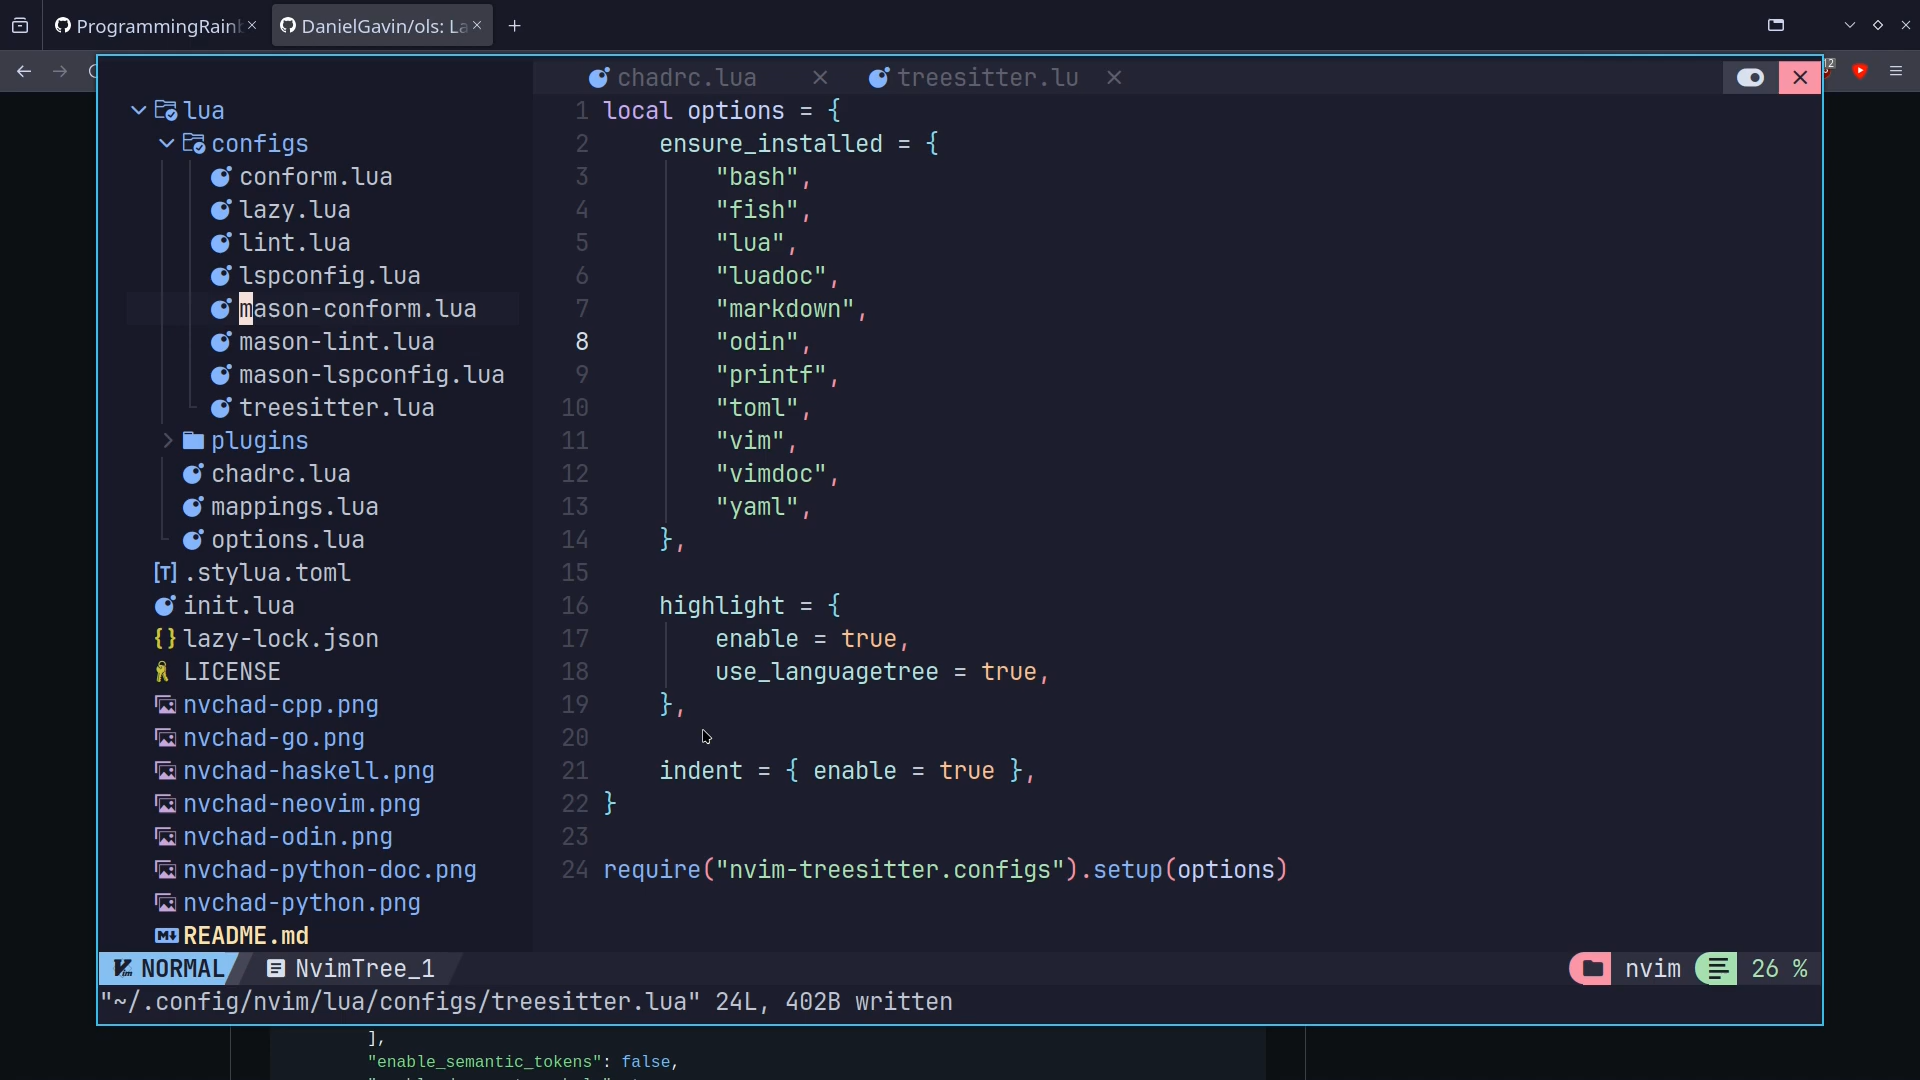 ProgrammingRainb
DanielGavin/ols: La
12
chadrc.lua
treesitter.lu
lua
configs
conform.lua
lazy.lua
lint.lua
lspconfig.lua
mason-conform.lua
mason-lint.lua
mason-lspconfig.lua
treesitter.lua
plugins
chadrc.lua
mappings.lua
options.lua
[T] .stylua.toml
init.lua
{} lazy-lock.json
LICENSE
nvchad-cpp.png
nvchad-go.png
nvchad-haskell.png
nvchad-neovim.png
nvchad-odin.png
nvchad-python-doc.png
nvchad-python.png
README.md
1 local options = {
2 ensure_installed = {
3 "bash",
4 "fish",
5 "lua",
6 "luadoc",
7 "markdown",
8 "odin",
9 "printf",
10 "toml",
11 "vim",
12 "vimdoc",
13 "yaml",
14 },
15
16 highlight = {
17 enable = true,
18 use_languagetree = true,
19 },
20
21 indent = { enable = true },
22 }
23
24 require("nvim-treesitter.configs").setup(options)
NORMAL NvimTree_1 nvim 26 %
"~/.config/nvim/lua/configs/treesitter.lua" 24L, 402B written
],
"enable_semantic_tokens": false,